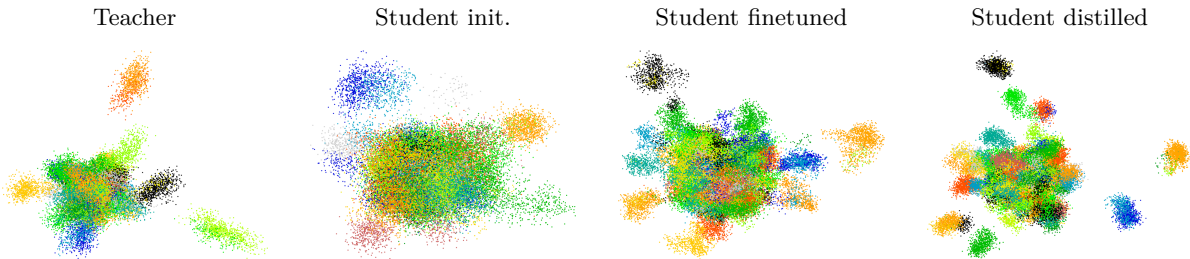 Teacher
Student init.
Student finetuned
Student distilled